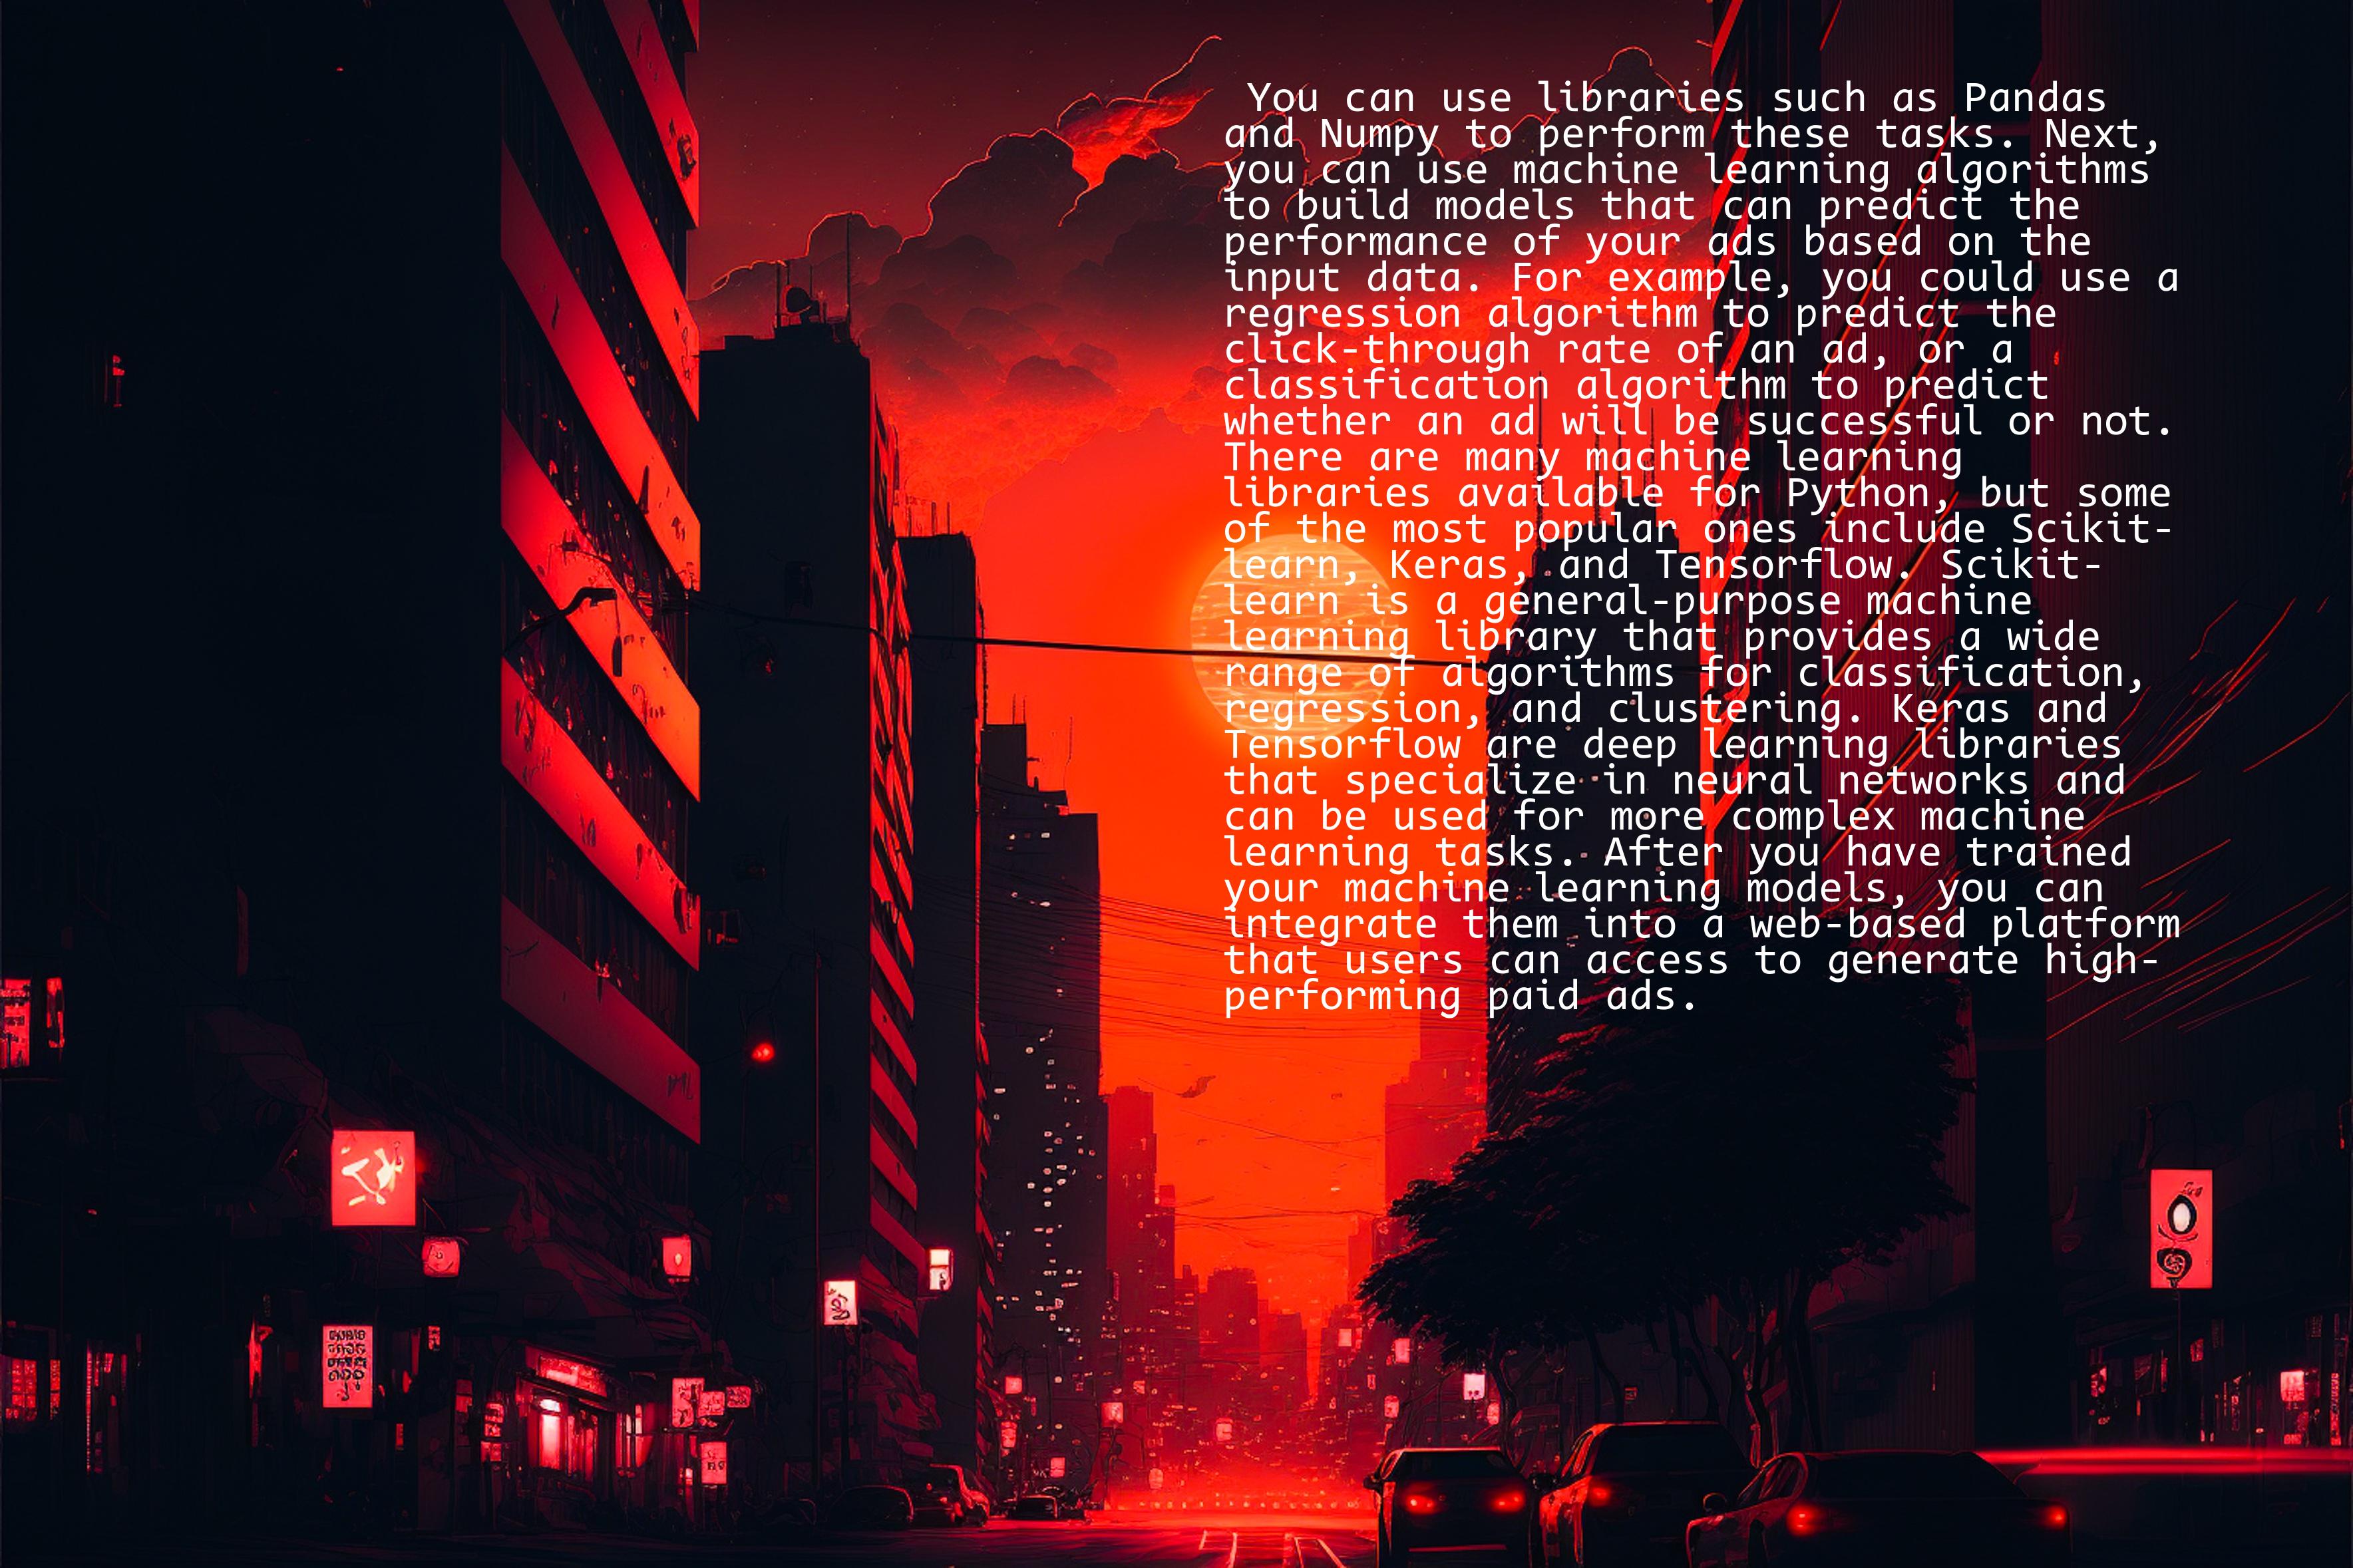 You can use libraries such as Pandas
and Numpy to perform these tasks. Next,
you can use machine learning algorithms
to build models that can predict the
performance of your ads based on the
input data. For example, you could use a
regression algorithm to predict the
click-through rate of an ad, or a
classification algorithm to predict
whether an ad will be successful or not.
There are many machine learning
libraries available for Python, but some
of the most popular ones include Scikit-
learn, Keras, and Tensorflow. Scikit-
learn is a general-purpose machine
learning library that provides a wide
range of algorithms for classification,
regression, and clustering. Keras and
Tensorflow are deep learning libraries
that specialize in neural networks and
can be used for more complex machine
learning tasks. After you have trained
your machine learning models, you can
integrate them into a web-based platform
that users can access to generate high-
performing paid ads.